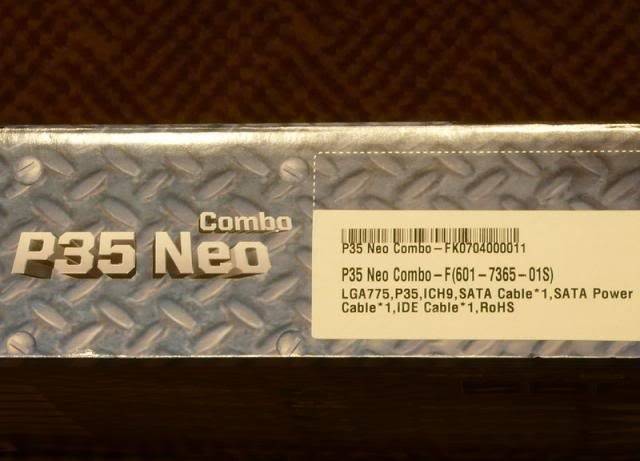 Combo
P35 Neo
P35 Neo Combo-FK0704000011
P35 Neo Combo-F(601-7365-01S)
LGA775,P35,ICH9,SATA Cable*1,SATA Power
Cable*1,IDE Cable*1,RoHS